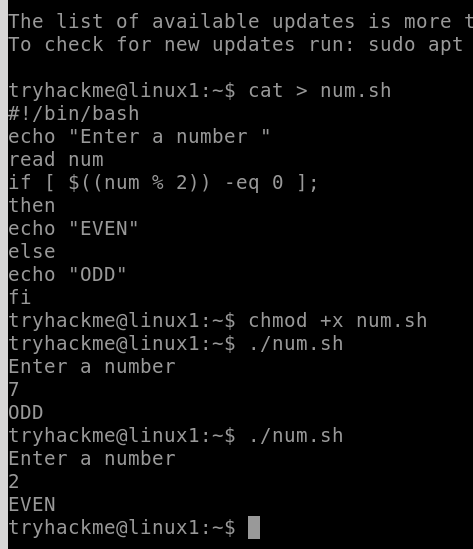 The list of available updates is more
To check for new updates run: sudo apt
tryhackme@linux1:~$ cat > num.sh
#!/bin/bash
echo "Enter a number "
read num
if [ $((num % 2)) -eq 0 ];
then
echo "EVEN"
else
echo "ODD"
fi
tryhackme@linux1:~$ chmod +x num.sh
tryhackme@linux1:~$ ./num.sh
Enter a number
7
ODD
tryhackme@linux1:~$ ./num.sh
Enter a number
2
EVEN
tryhackme@linux1:~$